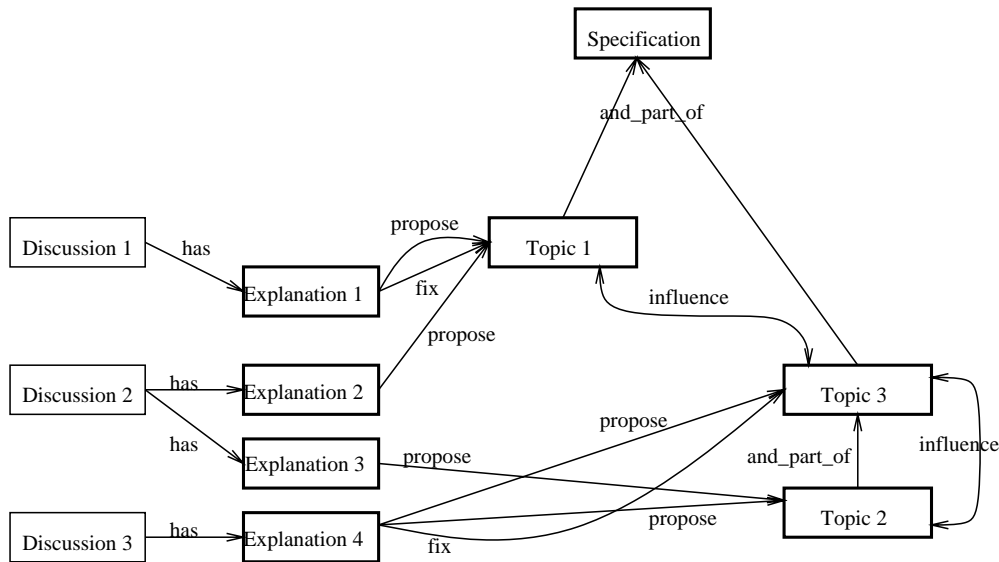 Specification
and_part_of
propose
Discussion 1
has
Topic 1
Explanation 1
fix
influence
propose
Discussion 2
has
Explanation 2
Topic 3
propose
has
Explanation 3
propose
and_part_of
influence
Discussion 3
has
Explanation 4
fix
propose
Topic 2